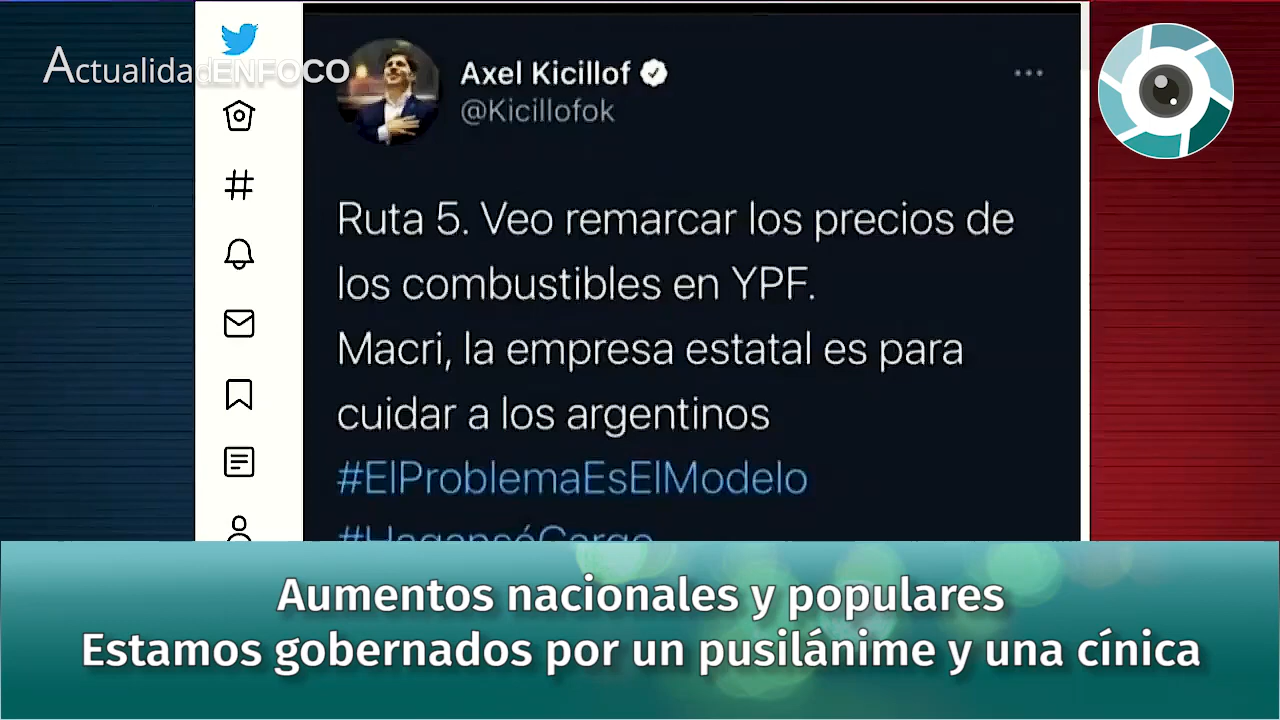 ActualidadENFOCO
Axel Kicillof
@Kicillofok
Ruta 5. Veo remarcar los precios de
los combustibles en YPF.
Macri, la empresa estatal es para
cuidar a los argentinos
#ElProblemaEsElModelo
#HaganséCargo
Aumentos nacionales y populares
Estamos gobernados por un pusilánime y una cínica